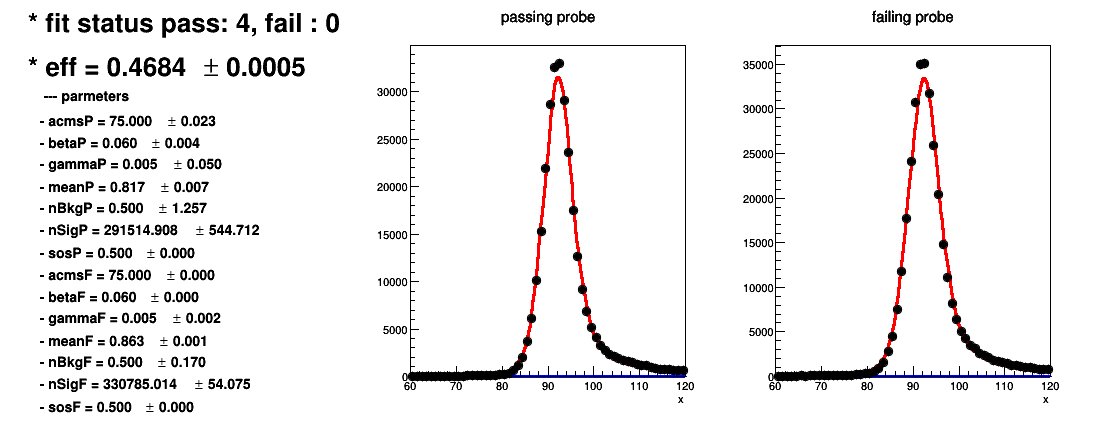 * fit status pass: 4, fail : 0
* eff = 0.4684 ± 0.0005
--- parmeters
- acmsP = 75.000 ± 0.023
- betaP = 0.060 ± 0.004
- gammaP = 0.005 ± 0.050
- meanP = 0.817 ± 0.007
- nBkgP = 0.500 ± 1.257
- nSigP = 291514.908 ± 544.712
- sosP = 0.500 ± 0.000
- acmsF = 75.000 ± 0.000
- betaF = 0.060 ± 0.000
- gammaF = 0.005 ± 0.002
- meanF = 0.863 ± 0.001
- nBkgF = 0.500 ± 0.170
- nSigF = 330785.014 ± 54.075
- sosF = 0.500 ± 0.000
passing probe
30000
25000
20000
15000
10000
5000
0
60 70 80 90 100 110 120
x
failing probe
35000
30000
25000
20000
15000
10000
5000
0
60 70 80 90 100 110 120
x